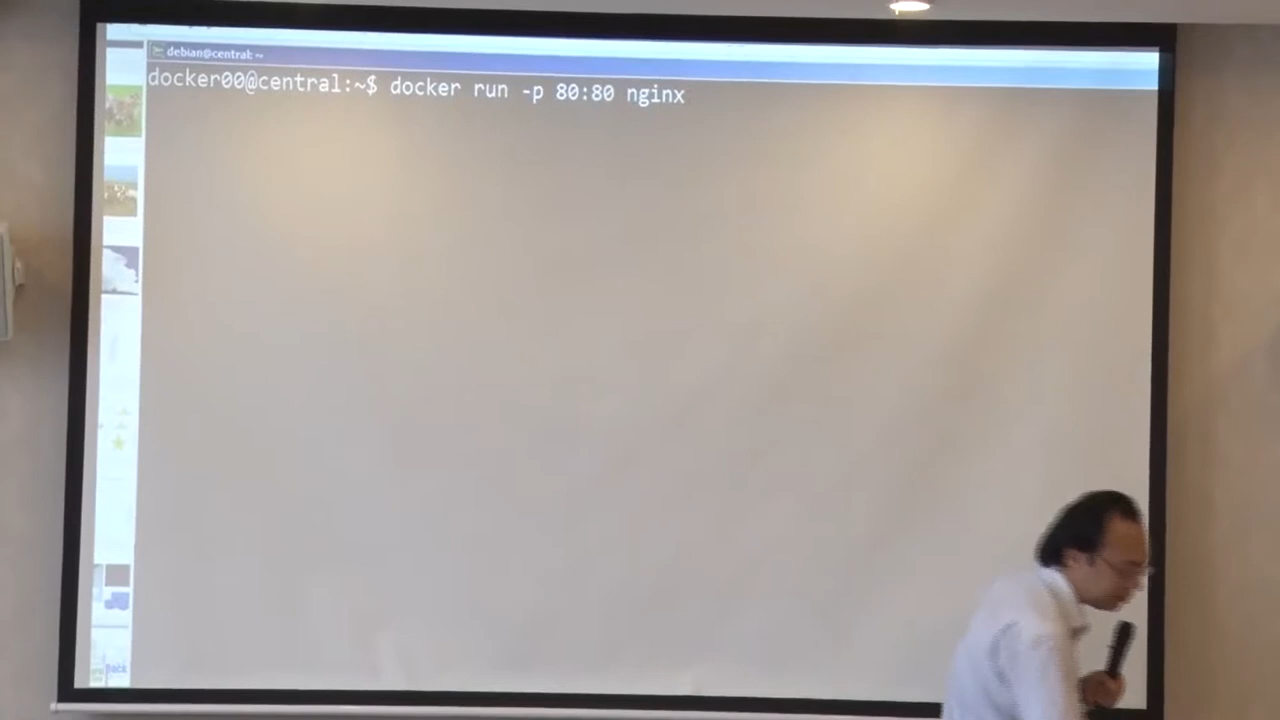 debian@central: ~
docker00@central:~$ docker run -p 80:80 nginx